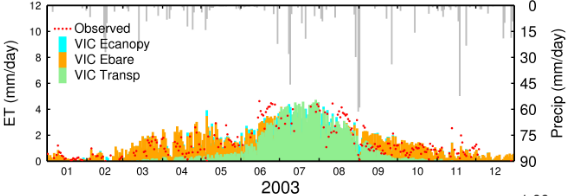 12 0
Observed
10 15
VIC Ecanopy
8 VIC Ebare 30
VIC Transp
6 45
4 60
2 75
0 90
ET (mm/day)
Precip (mm/day)
01 02 03 04 05 06 07 08 09 10 11 12
2003